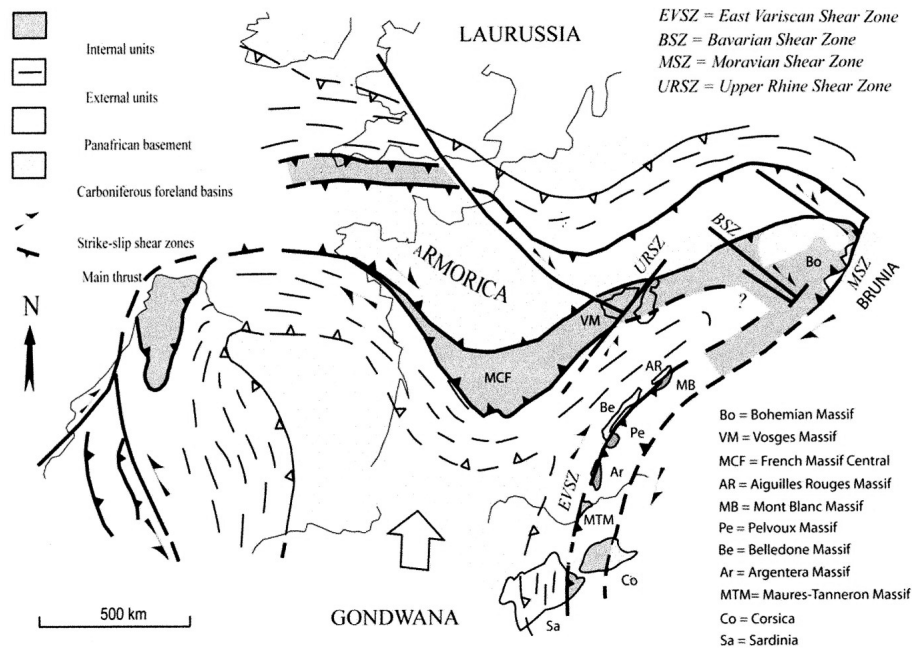 LAURUSSIA
EVSZ = East Variscan Shear Zone
BSZ = Bavarian Shear Zone
MSZ = Moravian Shear Zone
URSZ = Upper Rhine Shear Zone
Internal units
External units
Panafrican basement
Carboniferous foreland basins
Strike-slip shear zones
Main thrust
N
ARMORICA
URSZ
BSZ
Bo
MSZ
BRUNIA
VM
?
MCF
AR
MB
Be
Pe
Ar
EVSZ
MTM
Co
Sa
GONDWANA
500 km
Bo = Bohemian Massif
VM = Vosges Massif
MCF = French Massif Central
AR = Aiguilles Rouges Massif
MB = Mont Blanc Massif
Pe = Pelvoux Massif
Be = Belledone Massif
Ar = Argentera Massif
MTM= Maures-Tanneron Massif
Co = Corsica
Sa = Sardinia